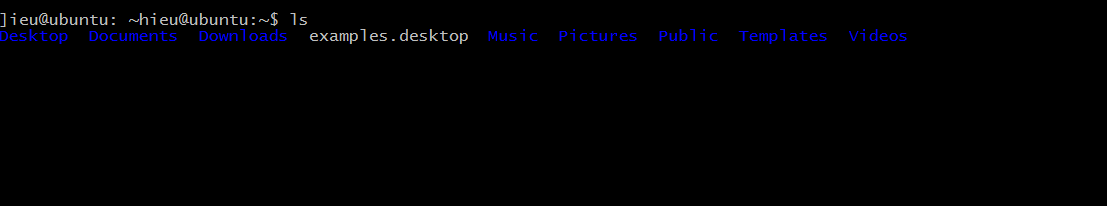 ]ieu@ubuntu: ~hieu@ubuntu:~$ ls
Desktop  Documents  Downloads  examples.desktop  Music  Pictures  Public  Templates  Videos